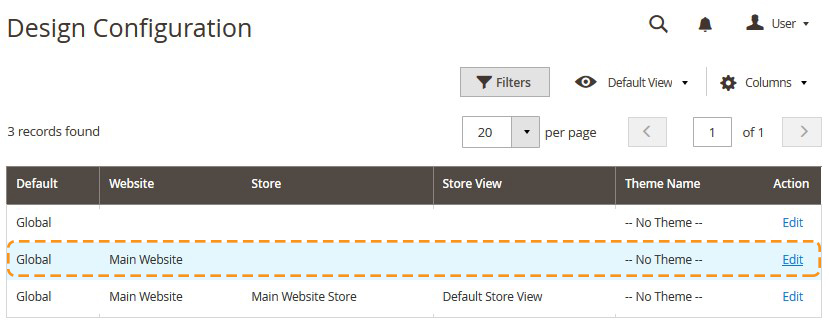 Design Configuration
User
Filters
Default View
Columns
3 records found
20 per page
1 of 1
Default Website Store Store View Theme Name Action
Global -- No Theme -- Edit
Global Main Website -- No Theme -- Edit
Global Main Website Main Website Store Default Store View -- No Theme -- Edit